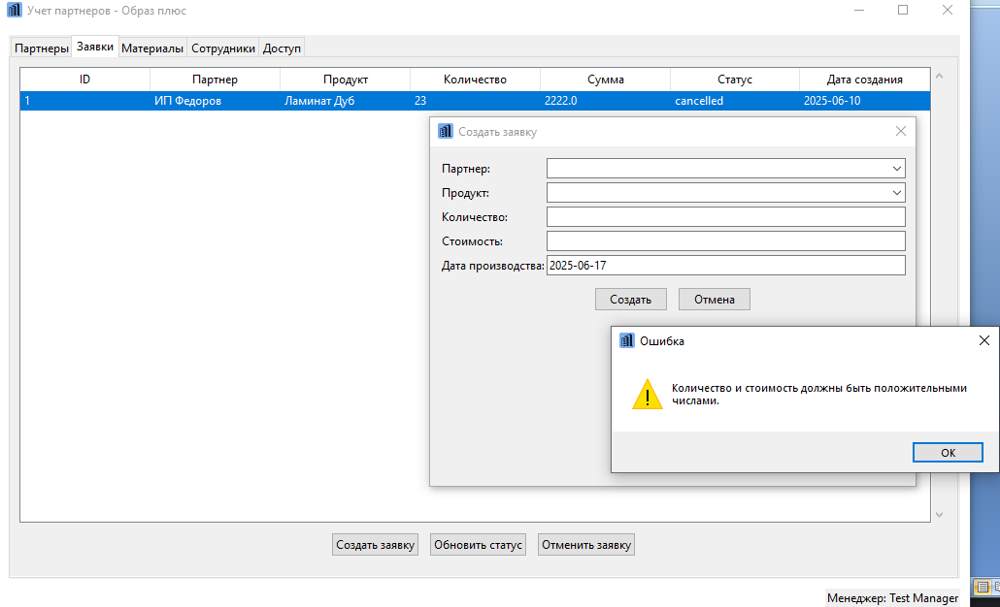 Учет партнеров - Образ плюс
Партнеры Заявки Материалы Сотрудники Доступ
ID Партнер Продукт Количество Сумма Статус Дата создания
1 ИП Федоров Ламинат Дуб 23 2222.0 cancelled 2025-06-10
Создать заявку
Партнер:
Продукт:
Количество:
Стоимость:
Дата производства: 2025-06-17
Создать Отмена
Ошибка
Количество и стоимость должны быть положительными
числами.
OK
Создать заявку Обновить статус Отменить заявку
Менеджер: Test Manager